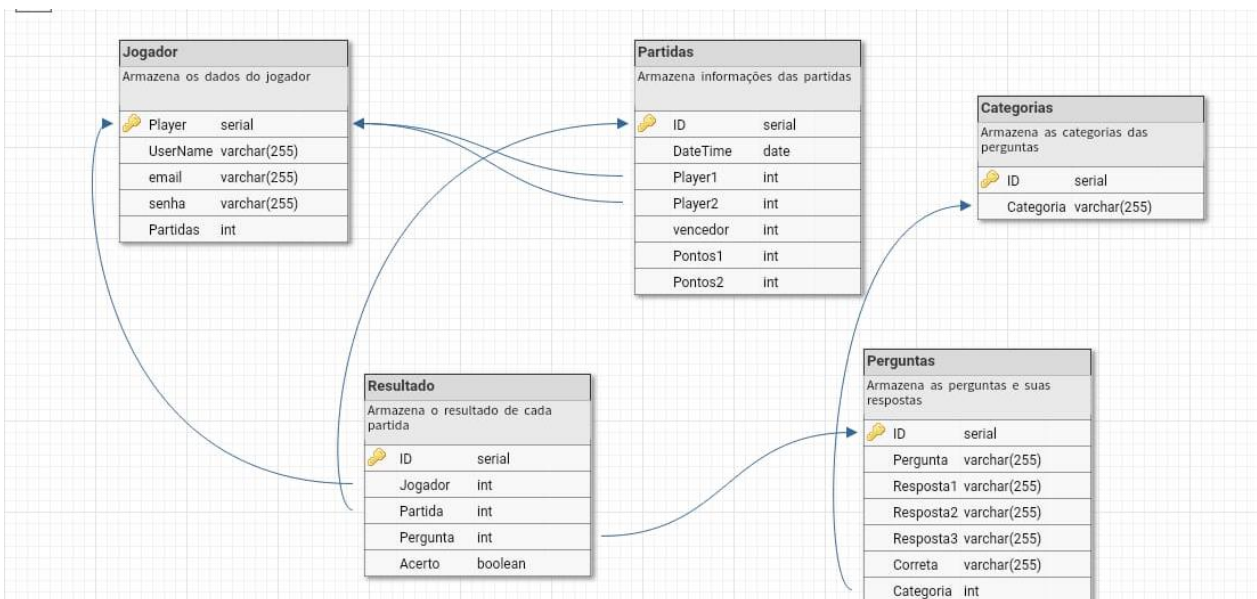 Jogador
Armazena os dados do jogador
Player serial
UserName varchar(255)
email varchar(255)
senha varchar(255)
Partidas int
Partidas
Armazena informações das partidas
ID serial
DateTime date
Player1 int
Player2 int
vencedor int
Pontos1 int
Pontos2 int
Categorias
Armazena as categorias das
perguntas
ID serial
Categoria varchar(255)
Resultado
Armazena o resultado de cada
partida
ID serial
Jogador int
Partida int
Pergunta int
Acerto boolean
Perguntas
Armazena as perguntas e suas
respostas
ID serial
Pergunta varchar(255)
Resposta1 varchar(255)
Resposta2 varchar(255)
Resposta3 varchar(255)
Correta varchar(255)
Categoria int